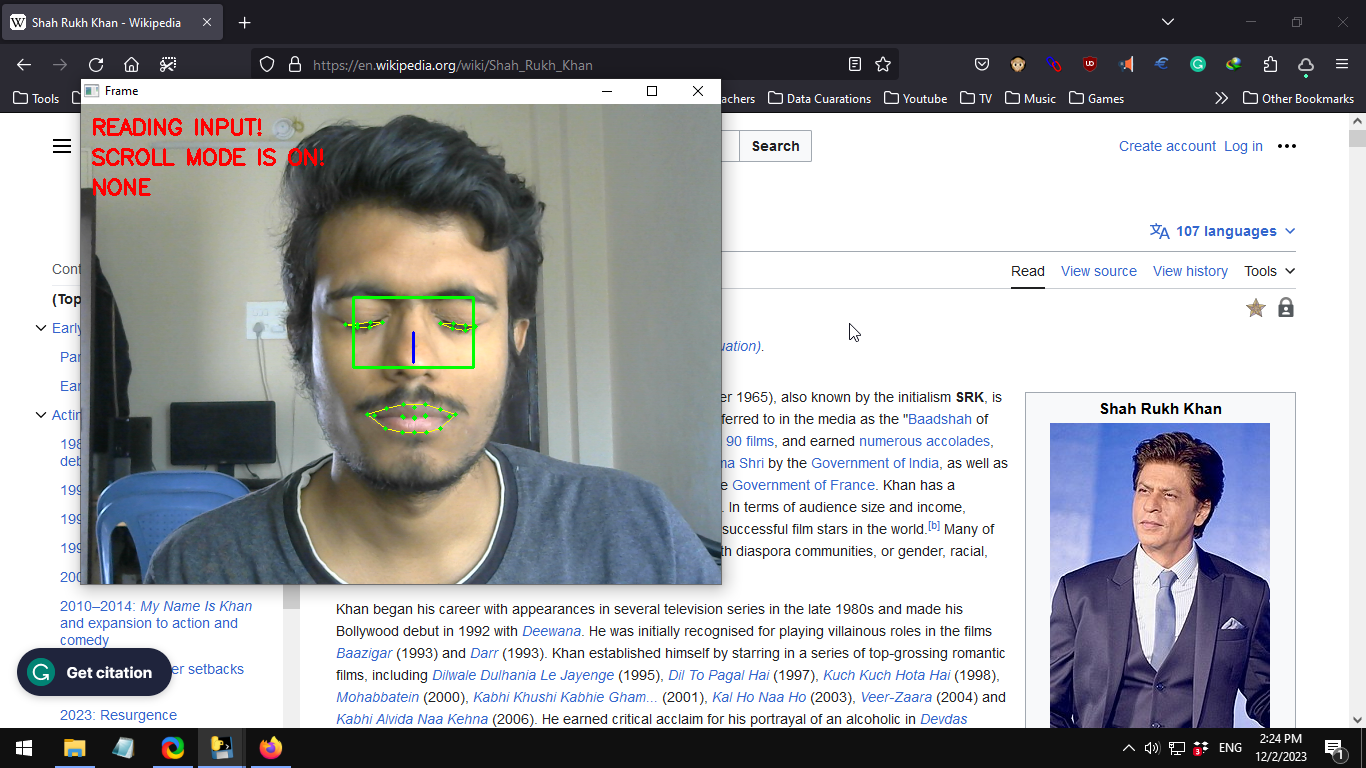 Shah Rukh Khan - Wikipedia
https://en.wikipedia.org/wiki/Shah_Rukh_Khan
Tools
achers
Data Cuarations
Youtube
TV
Music
Games
Other Bookmarks
Frame
READING INPUT!
SCROLL MODE IS ON!
NONE
Search
Create account Log in
107 languages
Read View source View history Tools
Cont
(Top
Early
Par
Ear
Actin
198
deb
199
199
199
200
2010–2014: My Name Is Khan
and expansion to action and
comedy
er setbacks
2023: Resurgence
Get citation
uation).
er 1965), also known by the initialism SRK, is
ferred to in the media as the "Baadshah of
90 films, and earned numerous accolades,
ma Shri by the Government of India, as well as
e Government of France. Khan has a
. In terms of audience size and income,
successful film stars in the world.[b] Many of
th diaspora communities, or gender, racial,
Khan began his career with appearances in several television series in the late 1980s and made his
Bollywood debut in 1992 with Deewana. He was initially recognised for playing villainous roles in the films
Baazigar (1993) and Darr (1993). Khan established himself by starring in a series of top-grossing romantic
films, including Dilwale Dulhania Le Jayenge (1995), Dil To Pagal Hai (1997), Kuch Kuch Hota Hai (1998),
Mohabbatein (2000), Kabhi Khushi Kabhie Gham... (2001), Kal Ho Naa Ho (2003), Veer-Zaara (2004) and
Kabhi Alvida Naa Kehna (2006). He earned critical acclaim for his portrayal of an alcoholic in Devdas
Shah Rukh Khan
ENG
2:24 PM
12/2/2023
3
1